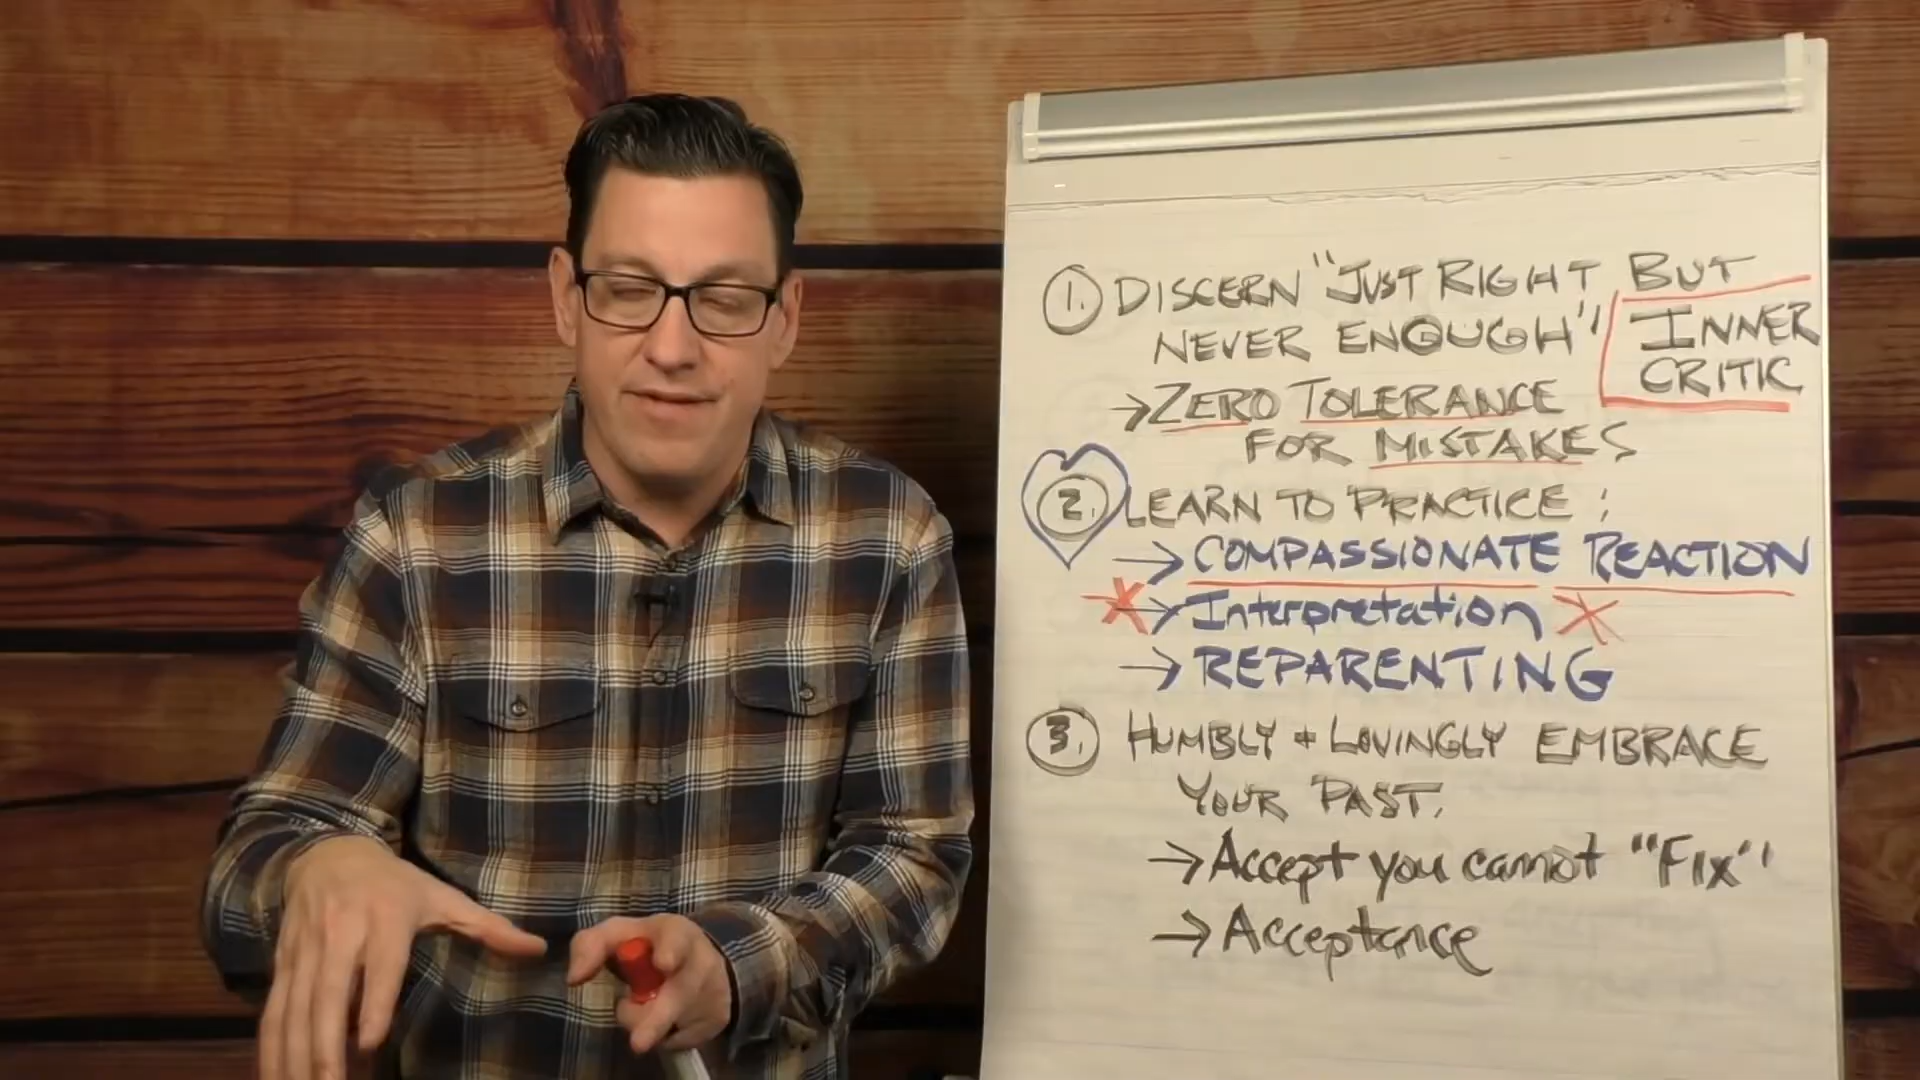 1. DISCERN "JUST RIGHT BUT
NEVER ENOUGH"
INNER
CRITIC
→ ZERO TOLERANCE
FOR MISTAKES
2. LEARN TO PRACTICE:
→ COMPASSIONATE REACTION
→ Interpretation
→ REPARENTING
3. HUMBLY + LOVINGLY EMBRACE
YOUR PAST.
→ Accept you cannot "Fix"
→ Acceptance